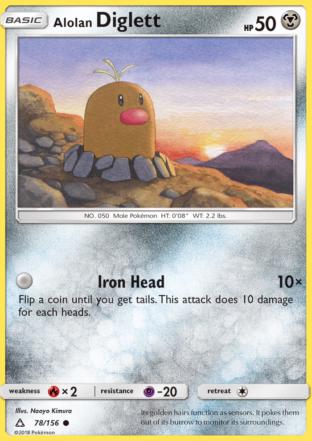 BASIC Alolan Diglett HP 50
NO. 050 Mole Pokémon HT: 0'08" WT: 2.2 lbs.
Iron Head 10×
Flip a coin until you get tails. This attack does 10 damage
for each heads.
weakness ×2 resistance -20 retreat
Illus. Naoyo Kimura
78/156
©2018 Pokémon
Its golden hairs function as sensors. It pokes them
out of its burrow to monitor its surroundings.